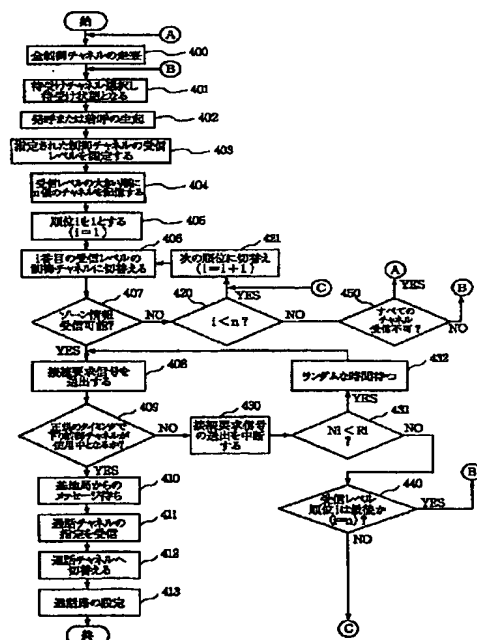 始
A
全制御チャネルの走査
400
B
待受けチャネル選択し
待受け状態となる
401
発呼または着呼の生起
402
指定された制御チャネルの受信
レベルを測定する
403
受信レベルの大きい順に
n個のチャネルを記憶する
404
順位iを1とする
(i=1)
405
i番目の受信レベルの
制御チャネルに切替える
406
次の順位に切替え
(i=i+1)
421
C
407
ゾーン情報
受信可能?
NO
YES
420
i<n?
YES
NO
450
A
YES
すべての
チャネル
受信不可?
B
NO
接続要求信号を
送出する
408
ランダムな時間待つ
432
YES
409
正規のタイミングで
下り制御チャネルが
使用中となるか?
NO
YES
430
接続要求信号
の送出を中断
する
431
N1<R1
?
NO
基地局からの
メッセージ待ち
410
通話チャネルの
指定を受信
411
通話チャネルへ
切替える
412
通話路の設定
413
終
440
受信レベル
順位iは最後か
(i=n)?
YES
B
NO
C